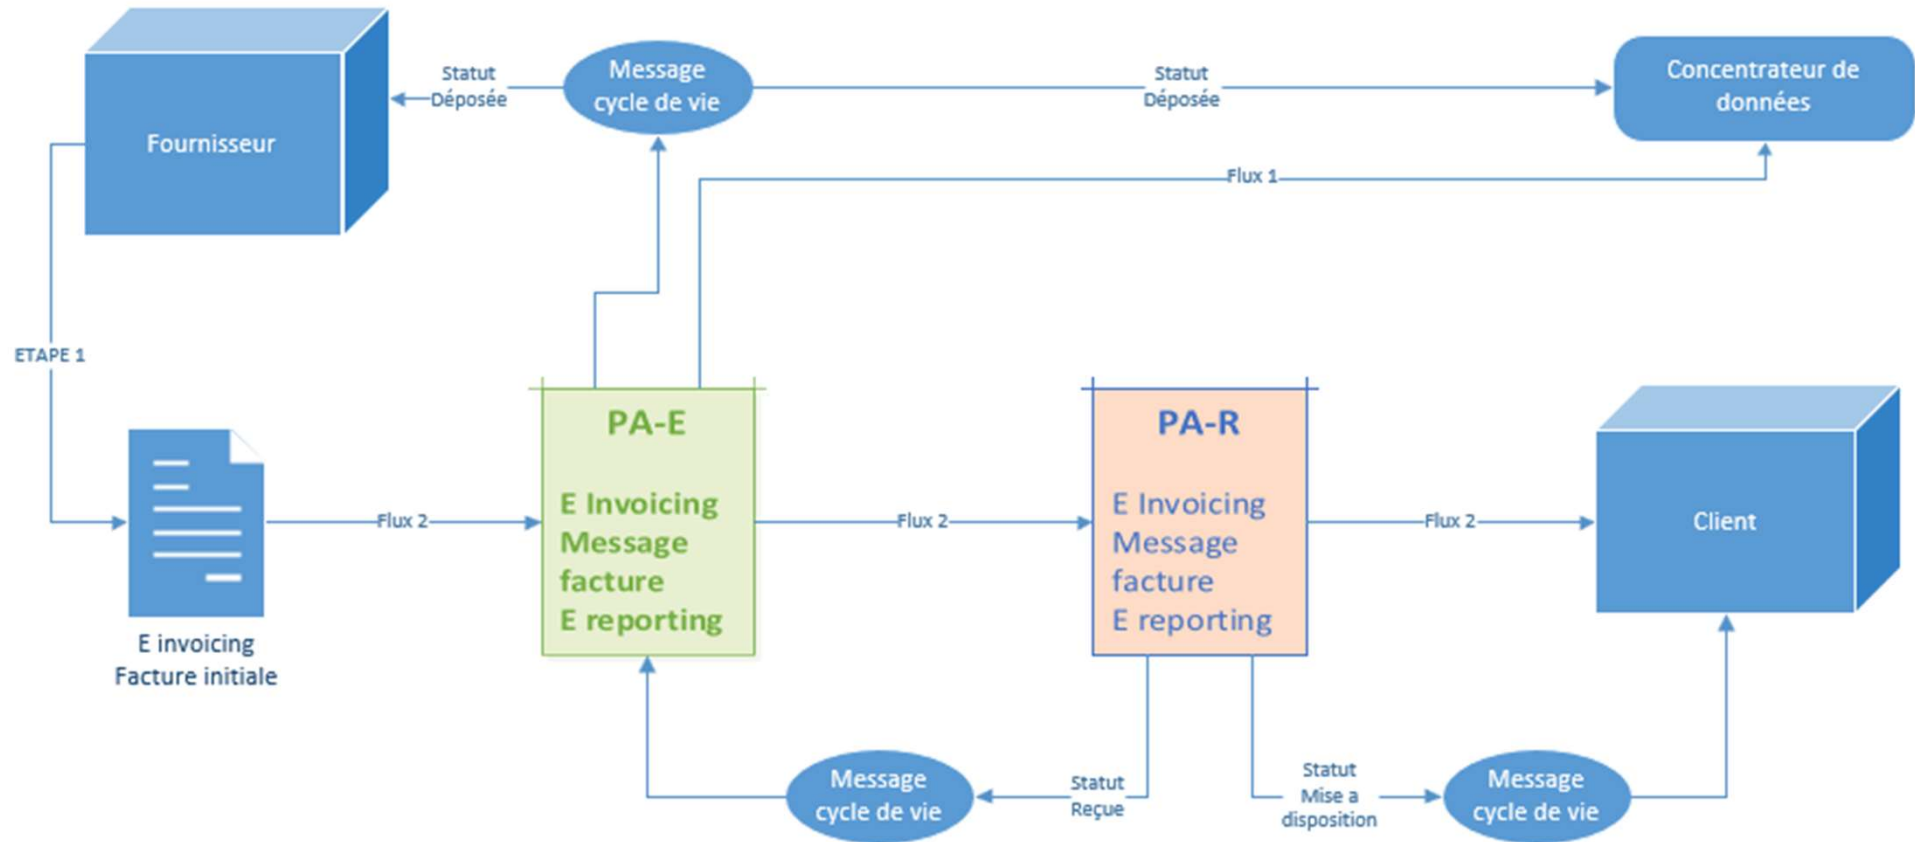 Statut
Déposée
Message
cycle de vie
Statut
Déposée
Concentrateur de
données
Fournisseur
Flux 1
ETAPE 1
PA-E
E Invoicing
Message
facture
E reporting
PA-R
E Invoicing
Message
facture
E reporting
Flux 2
Flux 2
Flux 2
Client
E invoicing
Facture initiale
Message
cycle de vie
Statut
Reçue
Statut
Mise a
disposition
Message
cycle de vie